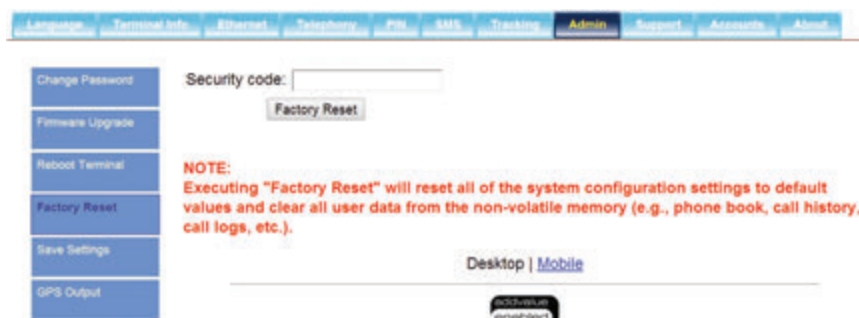 Language Terminal Info Ethernet Telephony PIN SMS Tracking Admin Support Accounts About
Change Password
Firmware Upgrade
Reboot Terminal
Factory Reset
Save Settings
GPS Output
Security code:
Factory Reset
NOTE:
Executing "Factory Reset" will reset all of the system configuration settings to default
values and clear all user data from the non-volatile memory (e.g., phone book, call history,
call logs, etc.).
Desktop | Mobile
addvalue
enabled